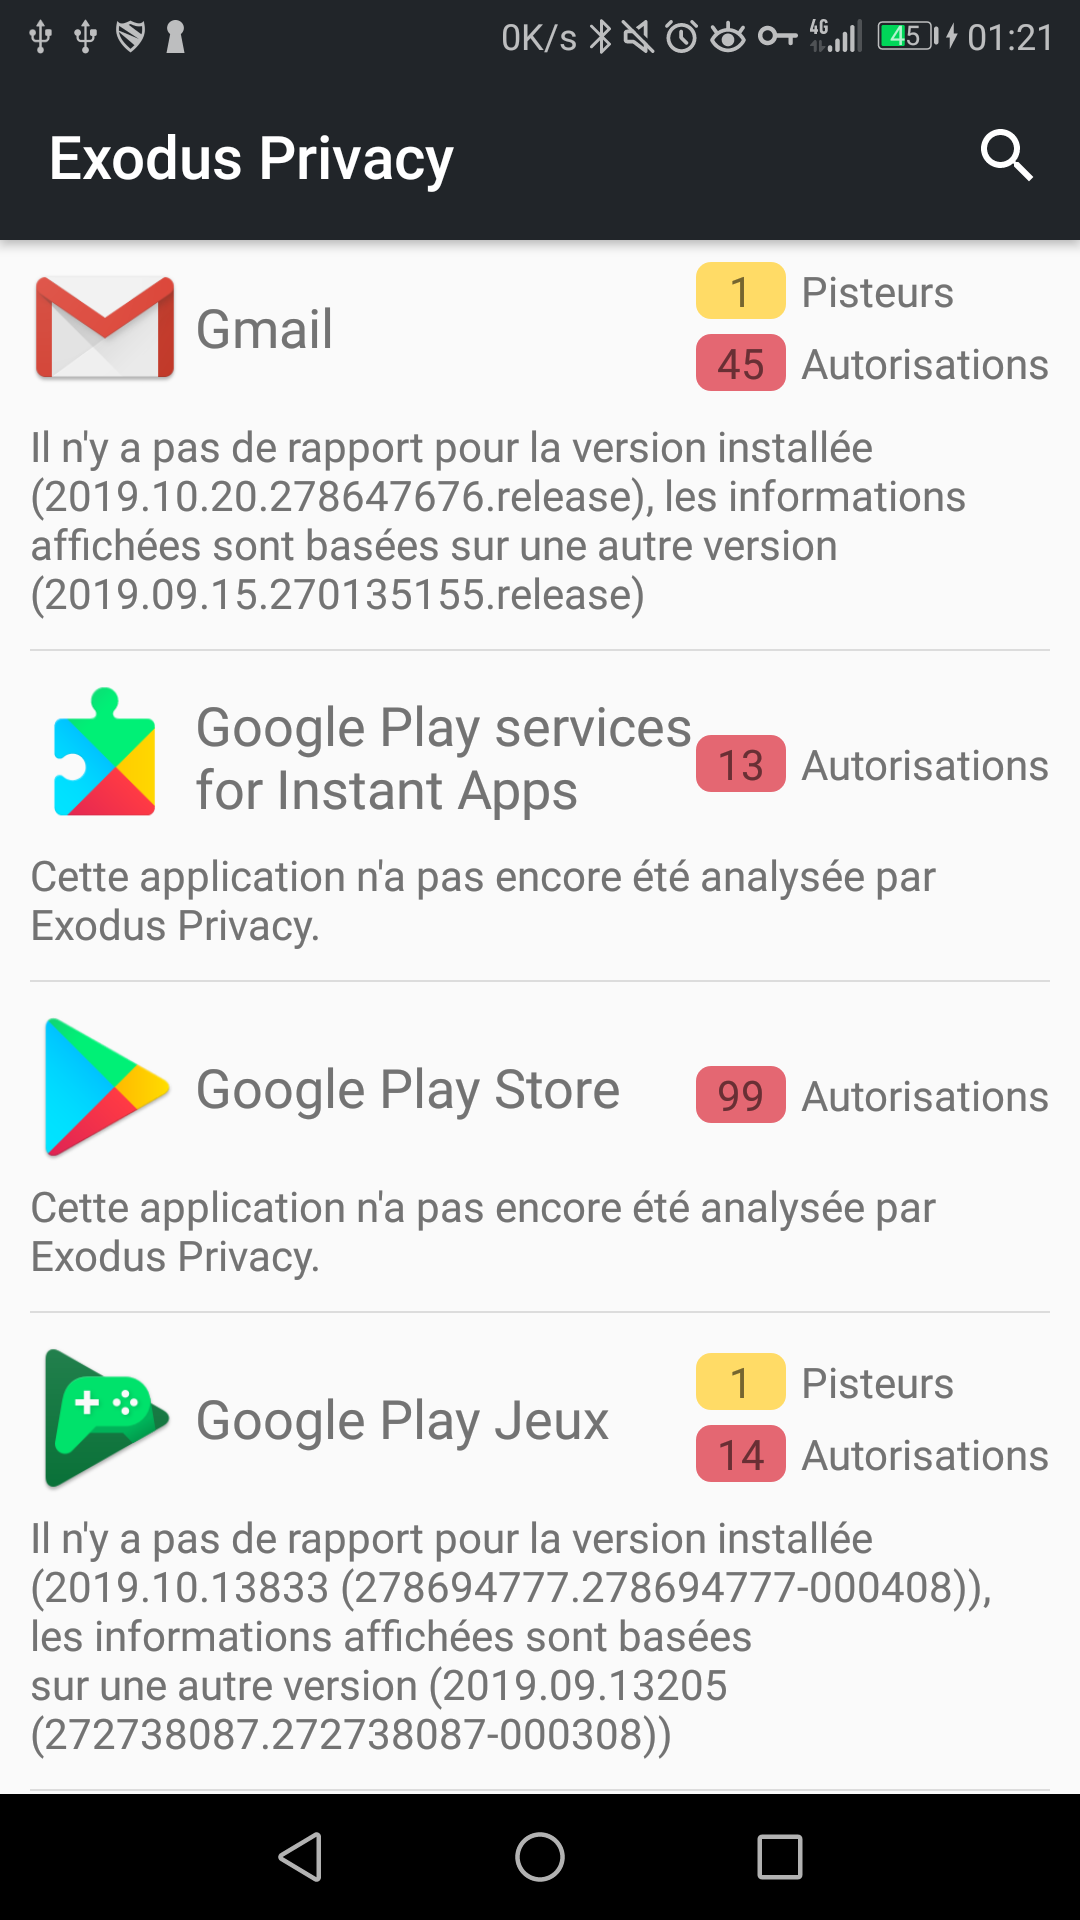 0K/s 4G 45 01:21
Exodus Privacy
Gmail
1 Pisteurs
45 Autorisations
Il n'y a pas de rapport pour la version installée
(2019.10.20.278647676.release), les informations
affichées sont basées sur une autre version
(2019.09.15.270135155.release)
Google Play services
for Instant Apps
13 Autorisations
Cette application n'a pas encore été analysée par
Exodus Privacy.
Google Play Store
99 Autorisations
Cette application n'a pas encore été analysée par
Exodus Privacy.
Google Play Jeux
1 Pisteurs
14 Autorisations
Il n'y a pas de rapport pour la version installée
(2019.10.13833 (278694777.278694777-000408)),
les informations affichées sont basées
sur une autre version (2019.09.13205
(272738087.272738087-000308))